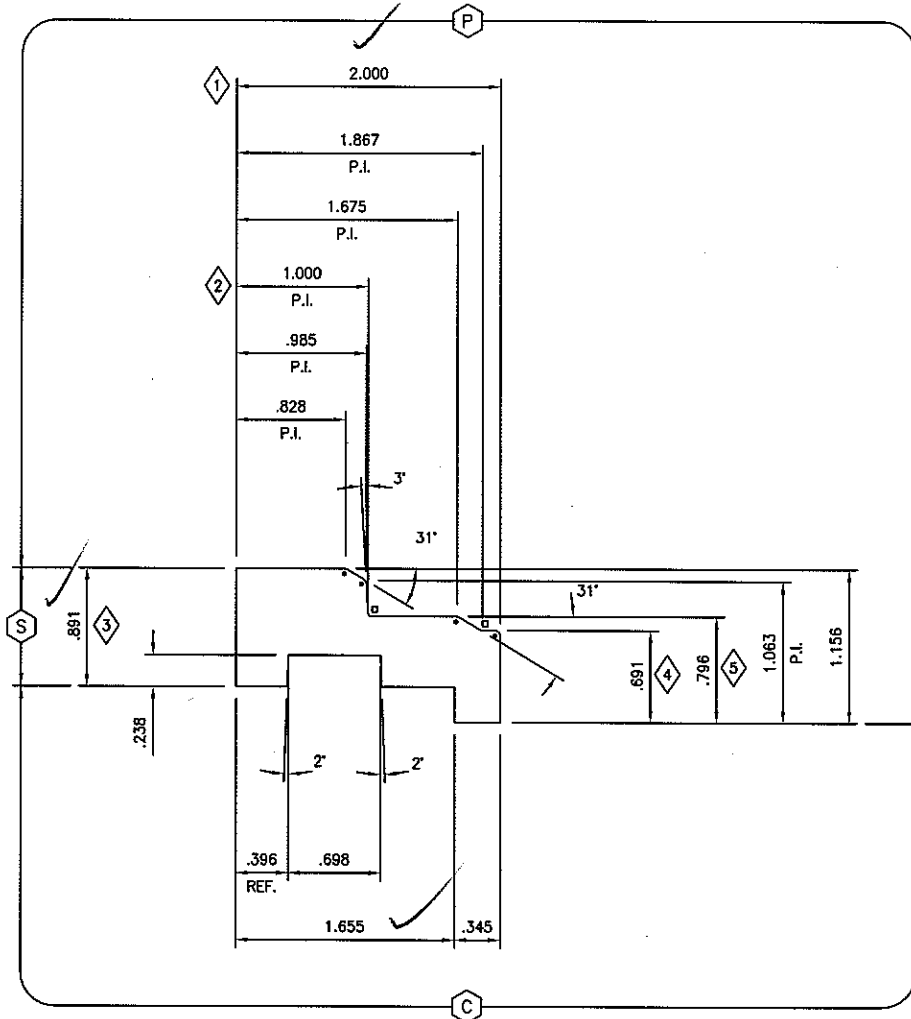 P
1
2.000
1.867
P.I.
1.675
P.I.
2
1.000
P.I.
.985
P.I.
.828
P.I.
3°
31°
31°
S
.891
3
.691
4
.796
5
1.063
P.I.
1.156
.238
2°
2°
.396
.698
REF.
1.655
.345
C